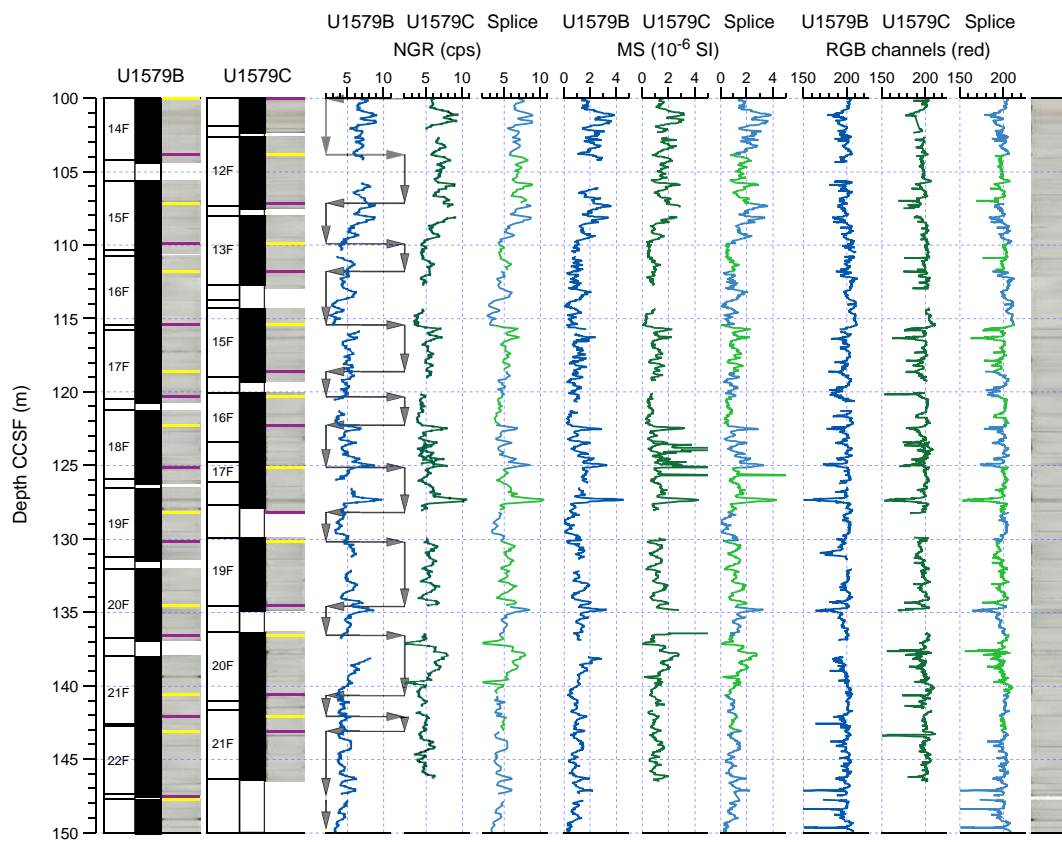 U1579B U1579C Splice U1579B U1579C Splice U1579B U1579C Splice
NGR (cps) MS (10⁻⁶ SI) RGB channels (red)
U1579B U1579C
5 10 5 10 5 10 0 2 4 0 2 4 0 2 4 150 200 150 200 150 200
100
14F
12F
105
15F
110
13F
16F
115
15F
17F
120
16F
18F
125
17F
19F
130
19F
20F
135
20F
21F
140
21F
145
22F
150
Depth CCSF (m)